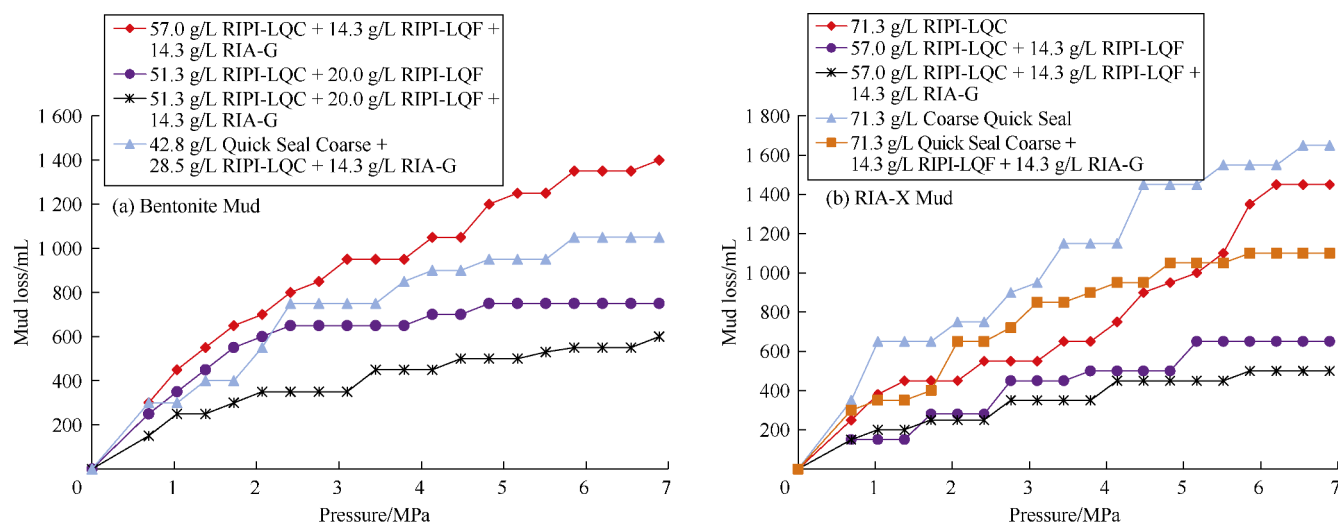 57.0 g/L RIPI-LQC + 14.3 g/L RIPI-LQF +
14.3 g/L RIA-G
51.3 g/L RIPI-LQC + 20.0 g/L RIPI-LQF
51.3 g/L RIPI-LQC + 20.0 g/L RIPI-LQF +
14.3 g/L RIA-G
42.8 g/L Quick Seal Coarse +
28.5 g/L RIPI-LQC + 14.3 g/L RIA-G
(a) Bentonite Mud
Mud loss/mL
1 600
1 400
1 200
1 000
800
600
400
200
0
1
2
3
4
5
6
7
Pressure/MPa
71.3 g/L RIPI-LQC
57.0 g/L RIPI-LQC + 14.3 g/L RIPI-LQF
57.0 g/L RIPI-LQC + 14.3 g/L RIPI-LQF +
14.3 g/L RIA-G
71.3 g/L Coarse Quick Seal
71.3 g/L Quick Seal Coarse +
14.3 g/L RIPI-LQF + 14.3 g/L RIA-G
(b) RIA-X Mud
Mud loss/mL
1 800
1 600
1 400
1 200
1 000
800
600
400
200
0
1
2
3
4
5
6
7
Pressure/MPa